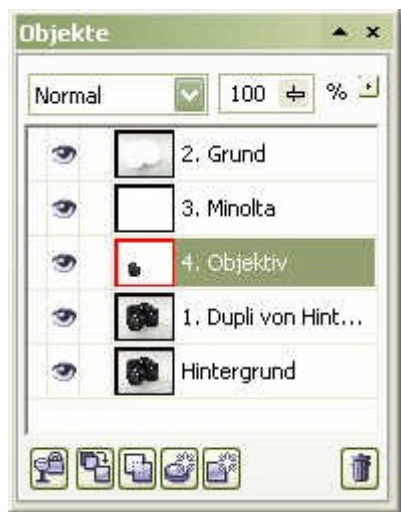 Objekte
Normal 100 %
2. Grund
3. Minolta
4. Objektiv
1. Dupli von Hint...
Hintergrund